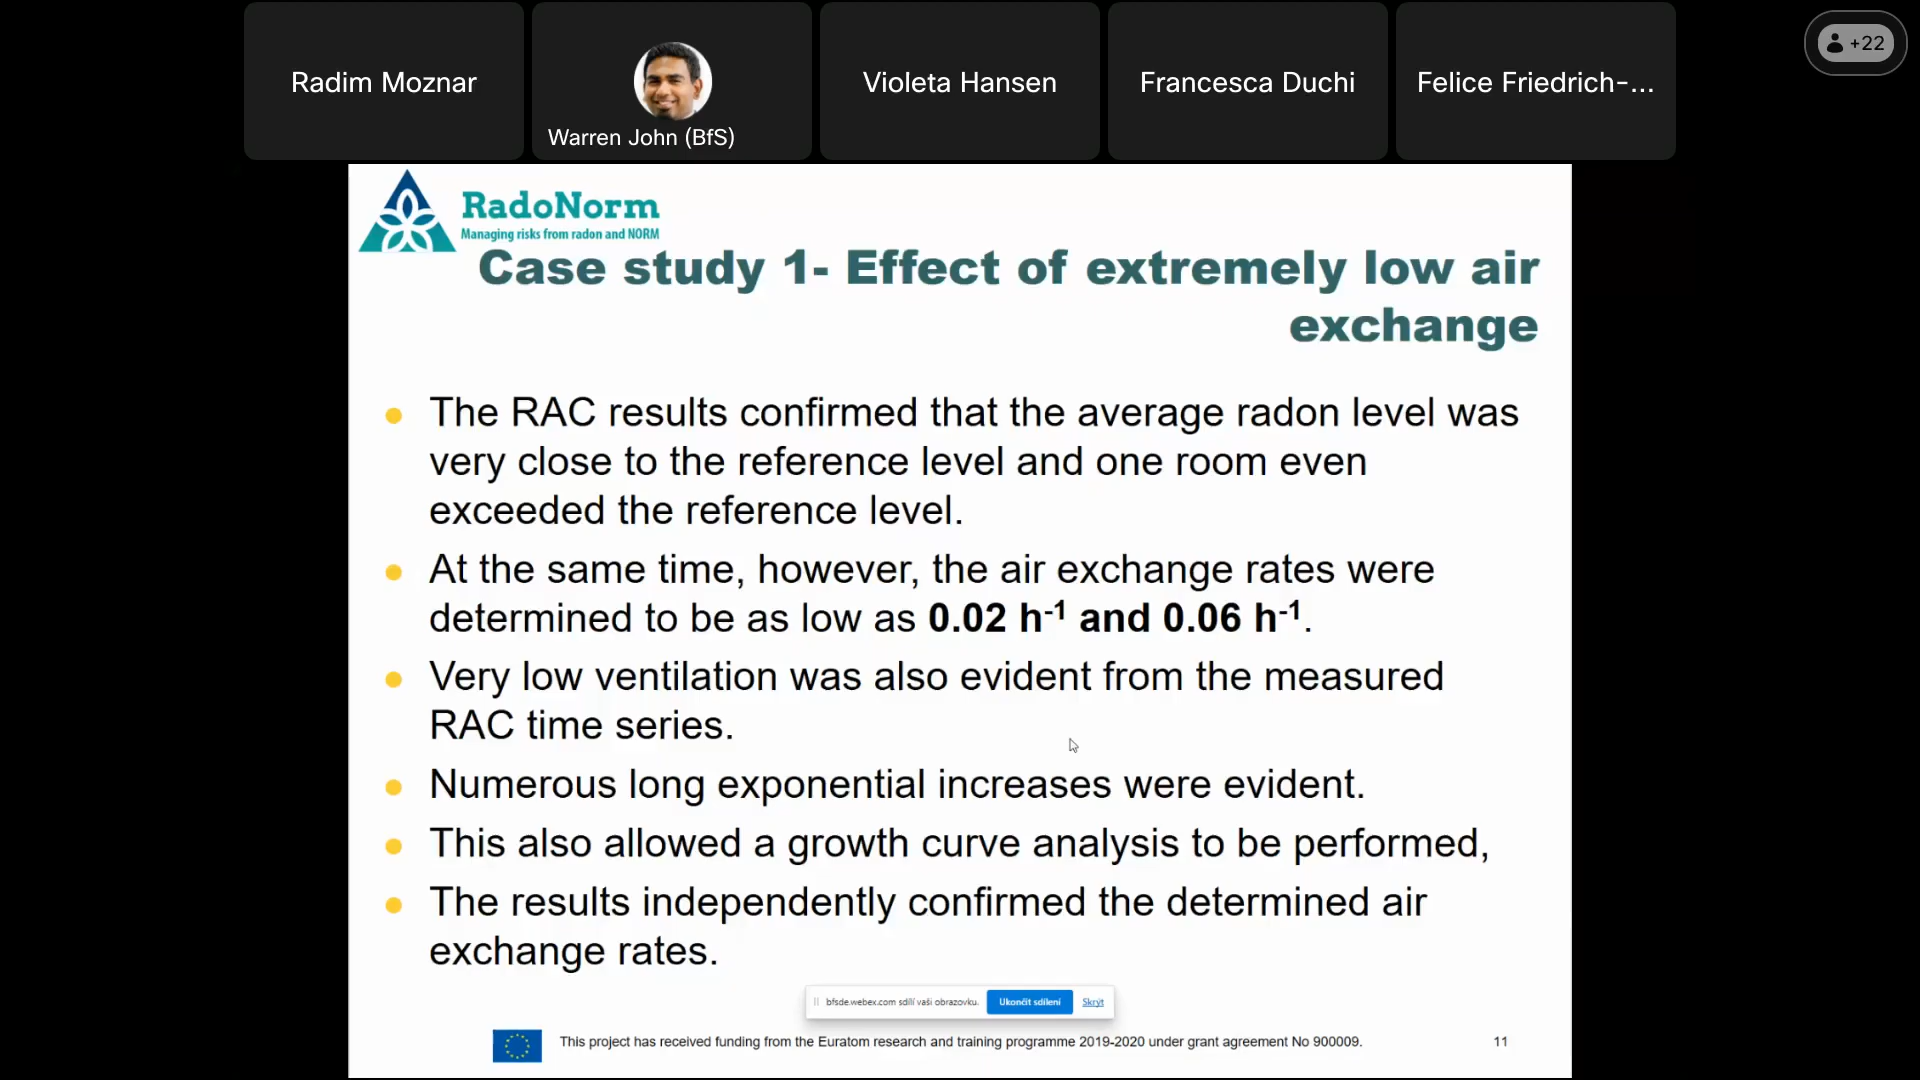 Radim Moznar
Warren John (BfS)
Violeta Hansen
Francesca Duchi
Felice Friedrich-...
+22
RadoNorm
Managing risks from radon and NORM
Case study 1- Effect of extremely low air
exchange
The RAC results confirmed that the average radon level was
very close to the reference level and one room even
exceeded the reference level.
At the same time, however, the air exchange rates were
determined to be as low as 0.02 h⁻¹ and 0.06 h⁻¹.
Very low ventilation was also evident from the measured
RAC time series.
Numerous long exponential increases were evident.
This also allowed a growth curve analysis to be performed,
The results independently confirmed the determined air
exchange rates.
bfsde.webex.com sdílí vaši obrazovku. Ukončit sdílení Skrýt
This project has received funding from the Euratom research and training programme 2019-2020 under grant agreement No 900009. 11